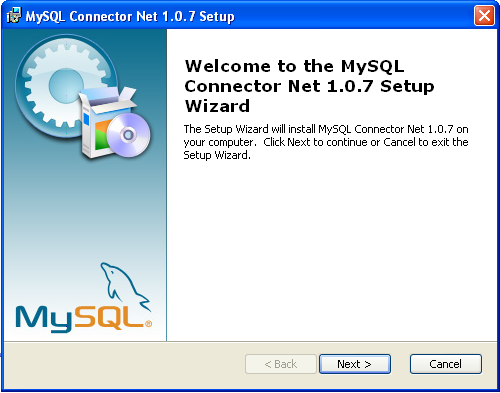 MySQL Connector Net 1.0.7 Setup
Welcome to the MySQL
Connector Net 1.0.7 Setup
Wizard
The Setup Wizard will install MySQL Connector Net 1.0.7 on
your computer. Click Next to continue or Cancel to exit the
Setup Wizard.
MySQL®
< Back
Next >
Cancel